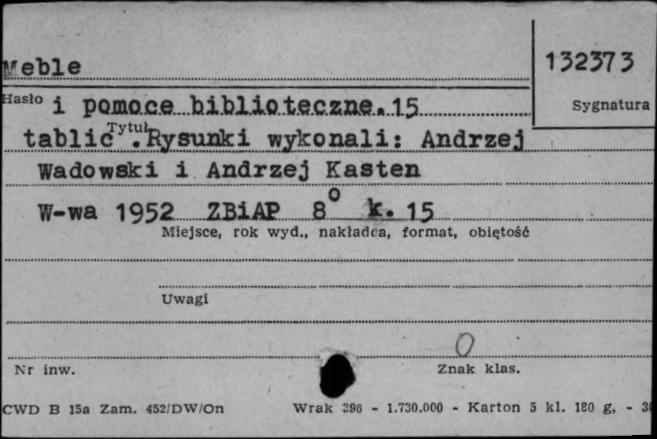 Meble
132373
Hasło i pomoce biblioteczne.15
Sygnatura
tablic Tytuł.Rysunki wykonali: Andrzej
Wadowski i Andrzej Kasten
W-wa 1952 ZBiAP 8° k. 15
Miejsce, rok wyd., nakładca, format, objętość
Uwagi
0
Nr inw.
Znak klas.
CWD B 15a Zam. 452/DW/On Wrak 396 - 1.730.000 - Karton 5 kl. 180 g, - 30